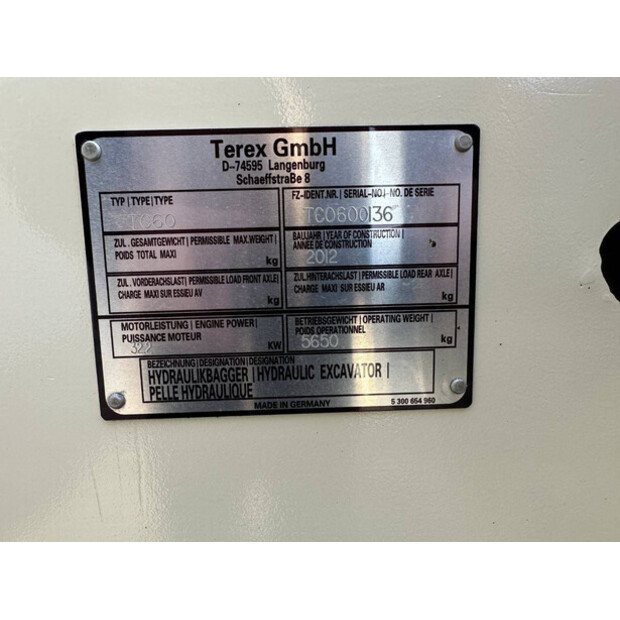 Terex GmbH
D-74595 Langenburg
Schaeffstraße 8
TYP | TYPE | TYPE
TC60
FZ-IDENT.NR. | SERIAL-NO. | NO. DE SERIE
TC0600136
ZUL. GESAMTGEWICHT | PERMISSIBLE MAX.WEIGHT |
POIDS TOTAL MAXI
kg
BAUJAHR | YEAR OF CONSTRUCTION |
ANNEE DE CONSTRUCTION
2012
ZUL. VORDERACHSLAST | PERMISSIBLE LOAD FRONT AXLE |
CHARGE MAXI SUR ESSIEU AV
kg
ZUL.HINTERACHSLAST | PERMISSIBLE LOAD REAR AXLE |
CHARGE MAXI SUR ESSIEU AR
kg
MOTORLEISTUNG | ENGINE POWER |
PUISSANCE MOTEUR
32,2 KW
BETRIEBSGEWICHT | OPERATING WEIGHT |
POIDS OPERATIONNEL
5650 kg
BEZEICHNUNG | DESIGNATION | DESIGNATION
HYDRAULIKBAGGER | HYDRAULIC EXCAVATOR |
PELLE HYDRAULIQUE
MADE IN GERMANY
5 300 654 960